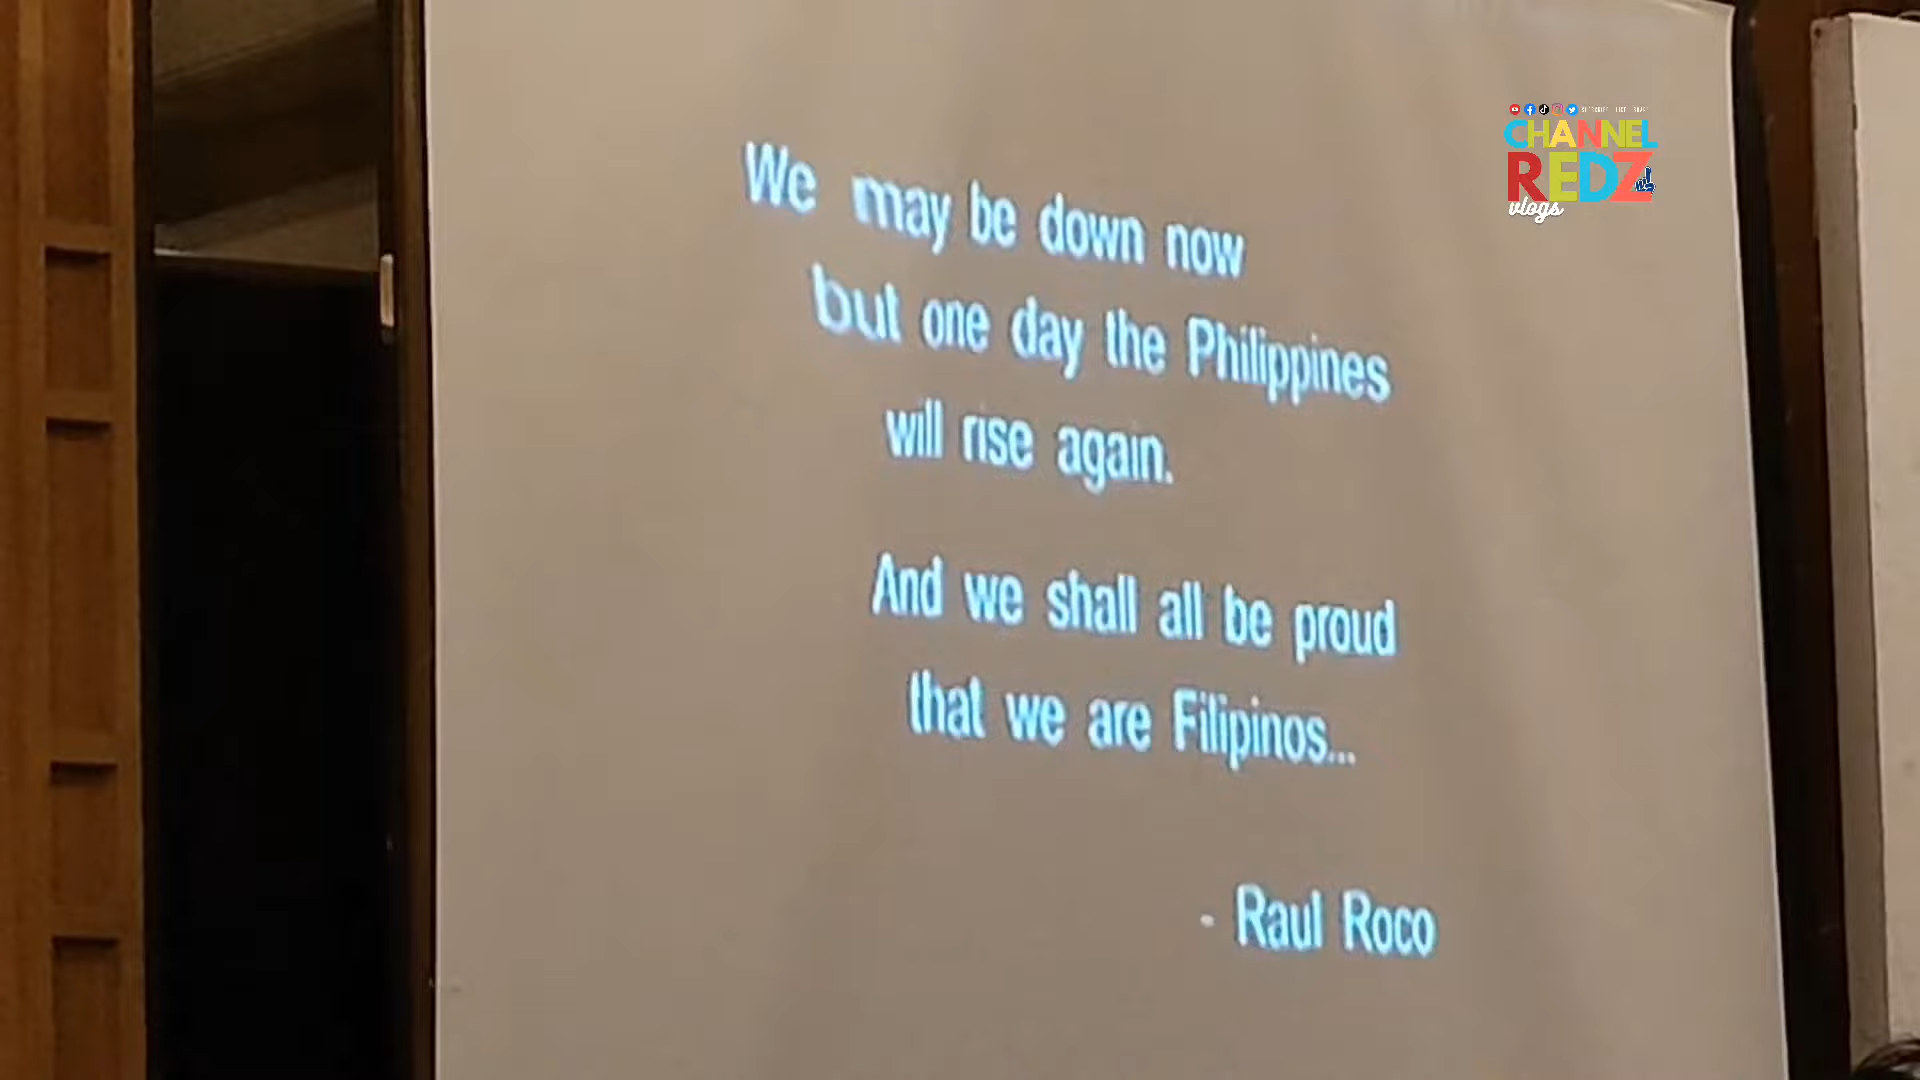 CHANNEL
REDZ
vlogs
We may be down now
but one day the Philippines
will rise again.
And we shall all be proud
that we are Filipinos...
- Raul Roco